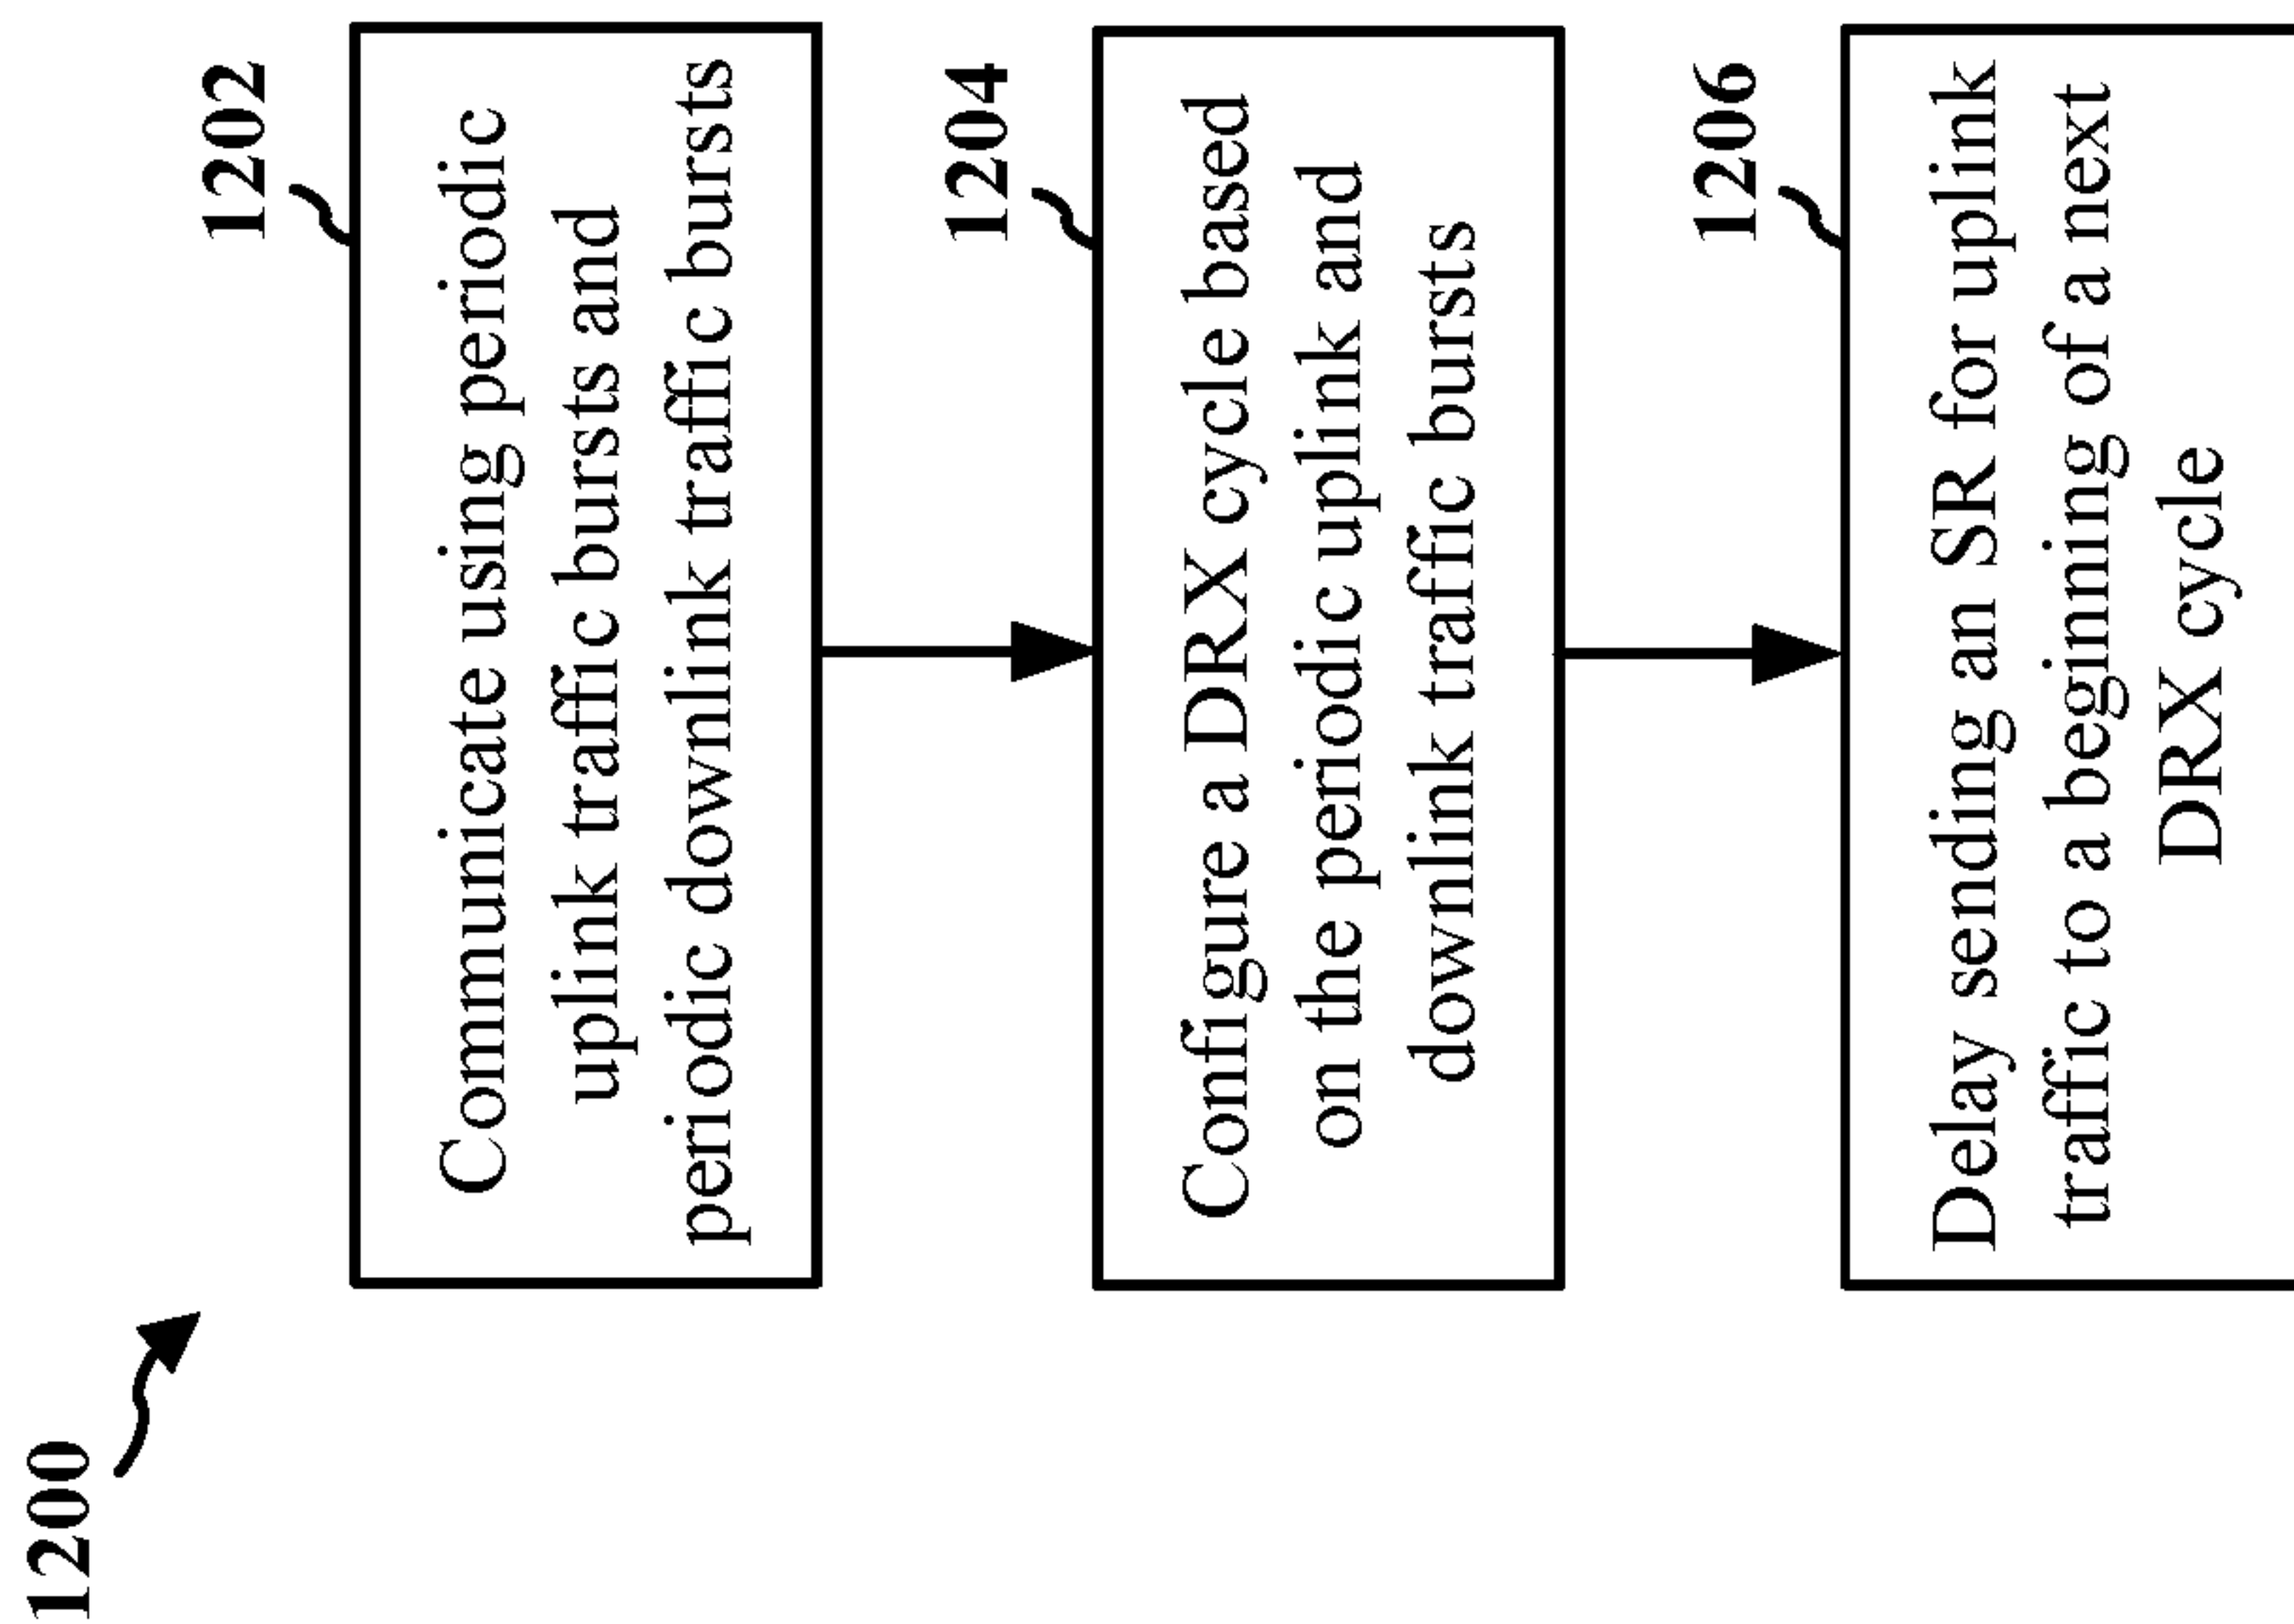 1200
1202
Communicate using periodic
uplink traffic bursts and
periodic downlink traffic bursts
1204
Configure a DRX cycle based
on the periodic uplink and
downlink traffic bursts
1206
Delay sending an SR for uplink
traffic to a beginning of a next
DRX cycle